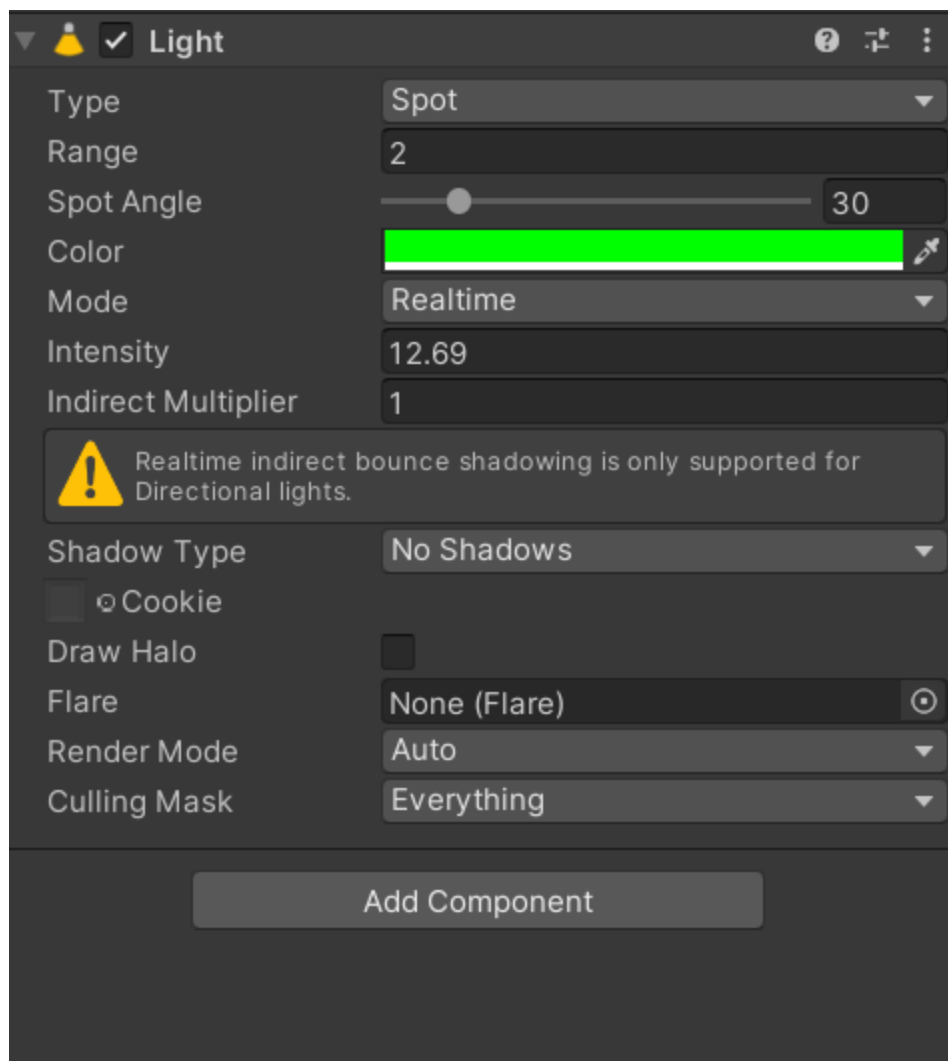 Light
Type Spot
Range 2
Spot Angle 30
Color
Mode Realtime
Intensity 12.69
Indirect Multiplier 1
Realtime indirect bounce shadowing is only supported for
Directional lights.
Shadow Type No Shadows
Cookie
Draw Halo
Flare None (Flare)
Render Mode Auto
Culling Mask Everything
Add Component